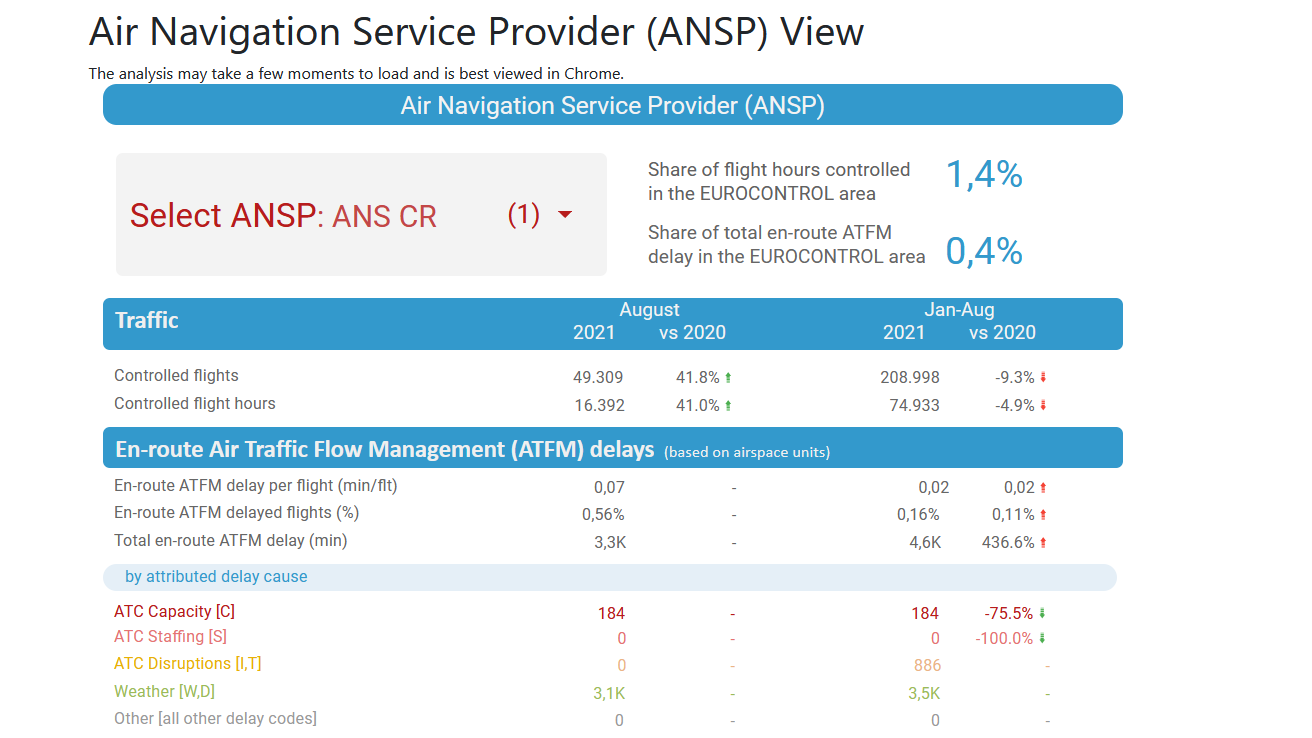 Air Navigation Service Provider (ANSP) View
The analysis may take a few moments to load and is best viewed in Chrome.
Air Navigation Service Provider (ANSP)
Select ANSP: ANS CR (1)
Share of flight hours controlled
in the EUROCONTROL area
1,4%
Share of total en-route ATFM
delay in the EUROCONTROL area
0,4%
Traffic
August Jan-Aug
2021 vs 2020 2021 vs 2020
Controlled flights 49.309 41.8% 208.998 -9.3%
Controlled flight hours 16.392 41.0% 74.933 -4.9%
En-route Air Traffic Flow Management (ATFM) delays (based on airspace units)
En-route ATFM delay per flight (min/flt) 0,07 - 0,02 0,02
En-route ATFM delayed flights (%) 0,56% - 0,16% 0,11%
Total en-route ATFM delay (min) 3,3K - 4,6K 436.6%
by attributed delay cause
ATC Capacity [C] 184 - 184 -75.5%
ATC Staffing [S] 0 - 0 -100.0%
ATC Disruptions [I,T] 0 - 886 -
Weather [W,D] 3,1K - 3,5K -
Other [all other delay codes] 0 - 0 -